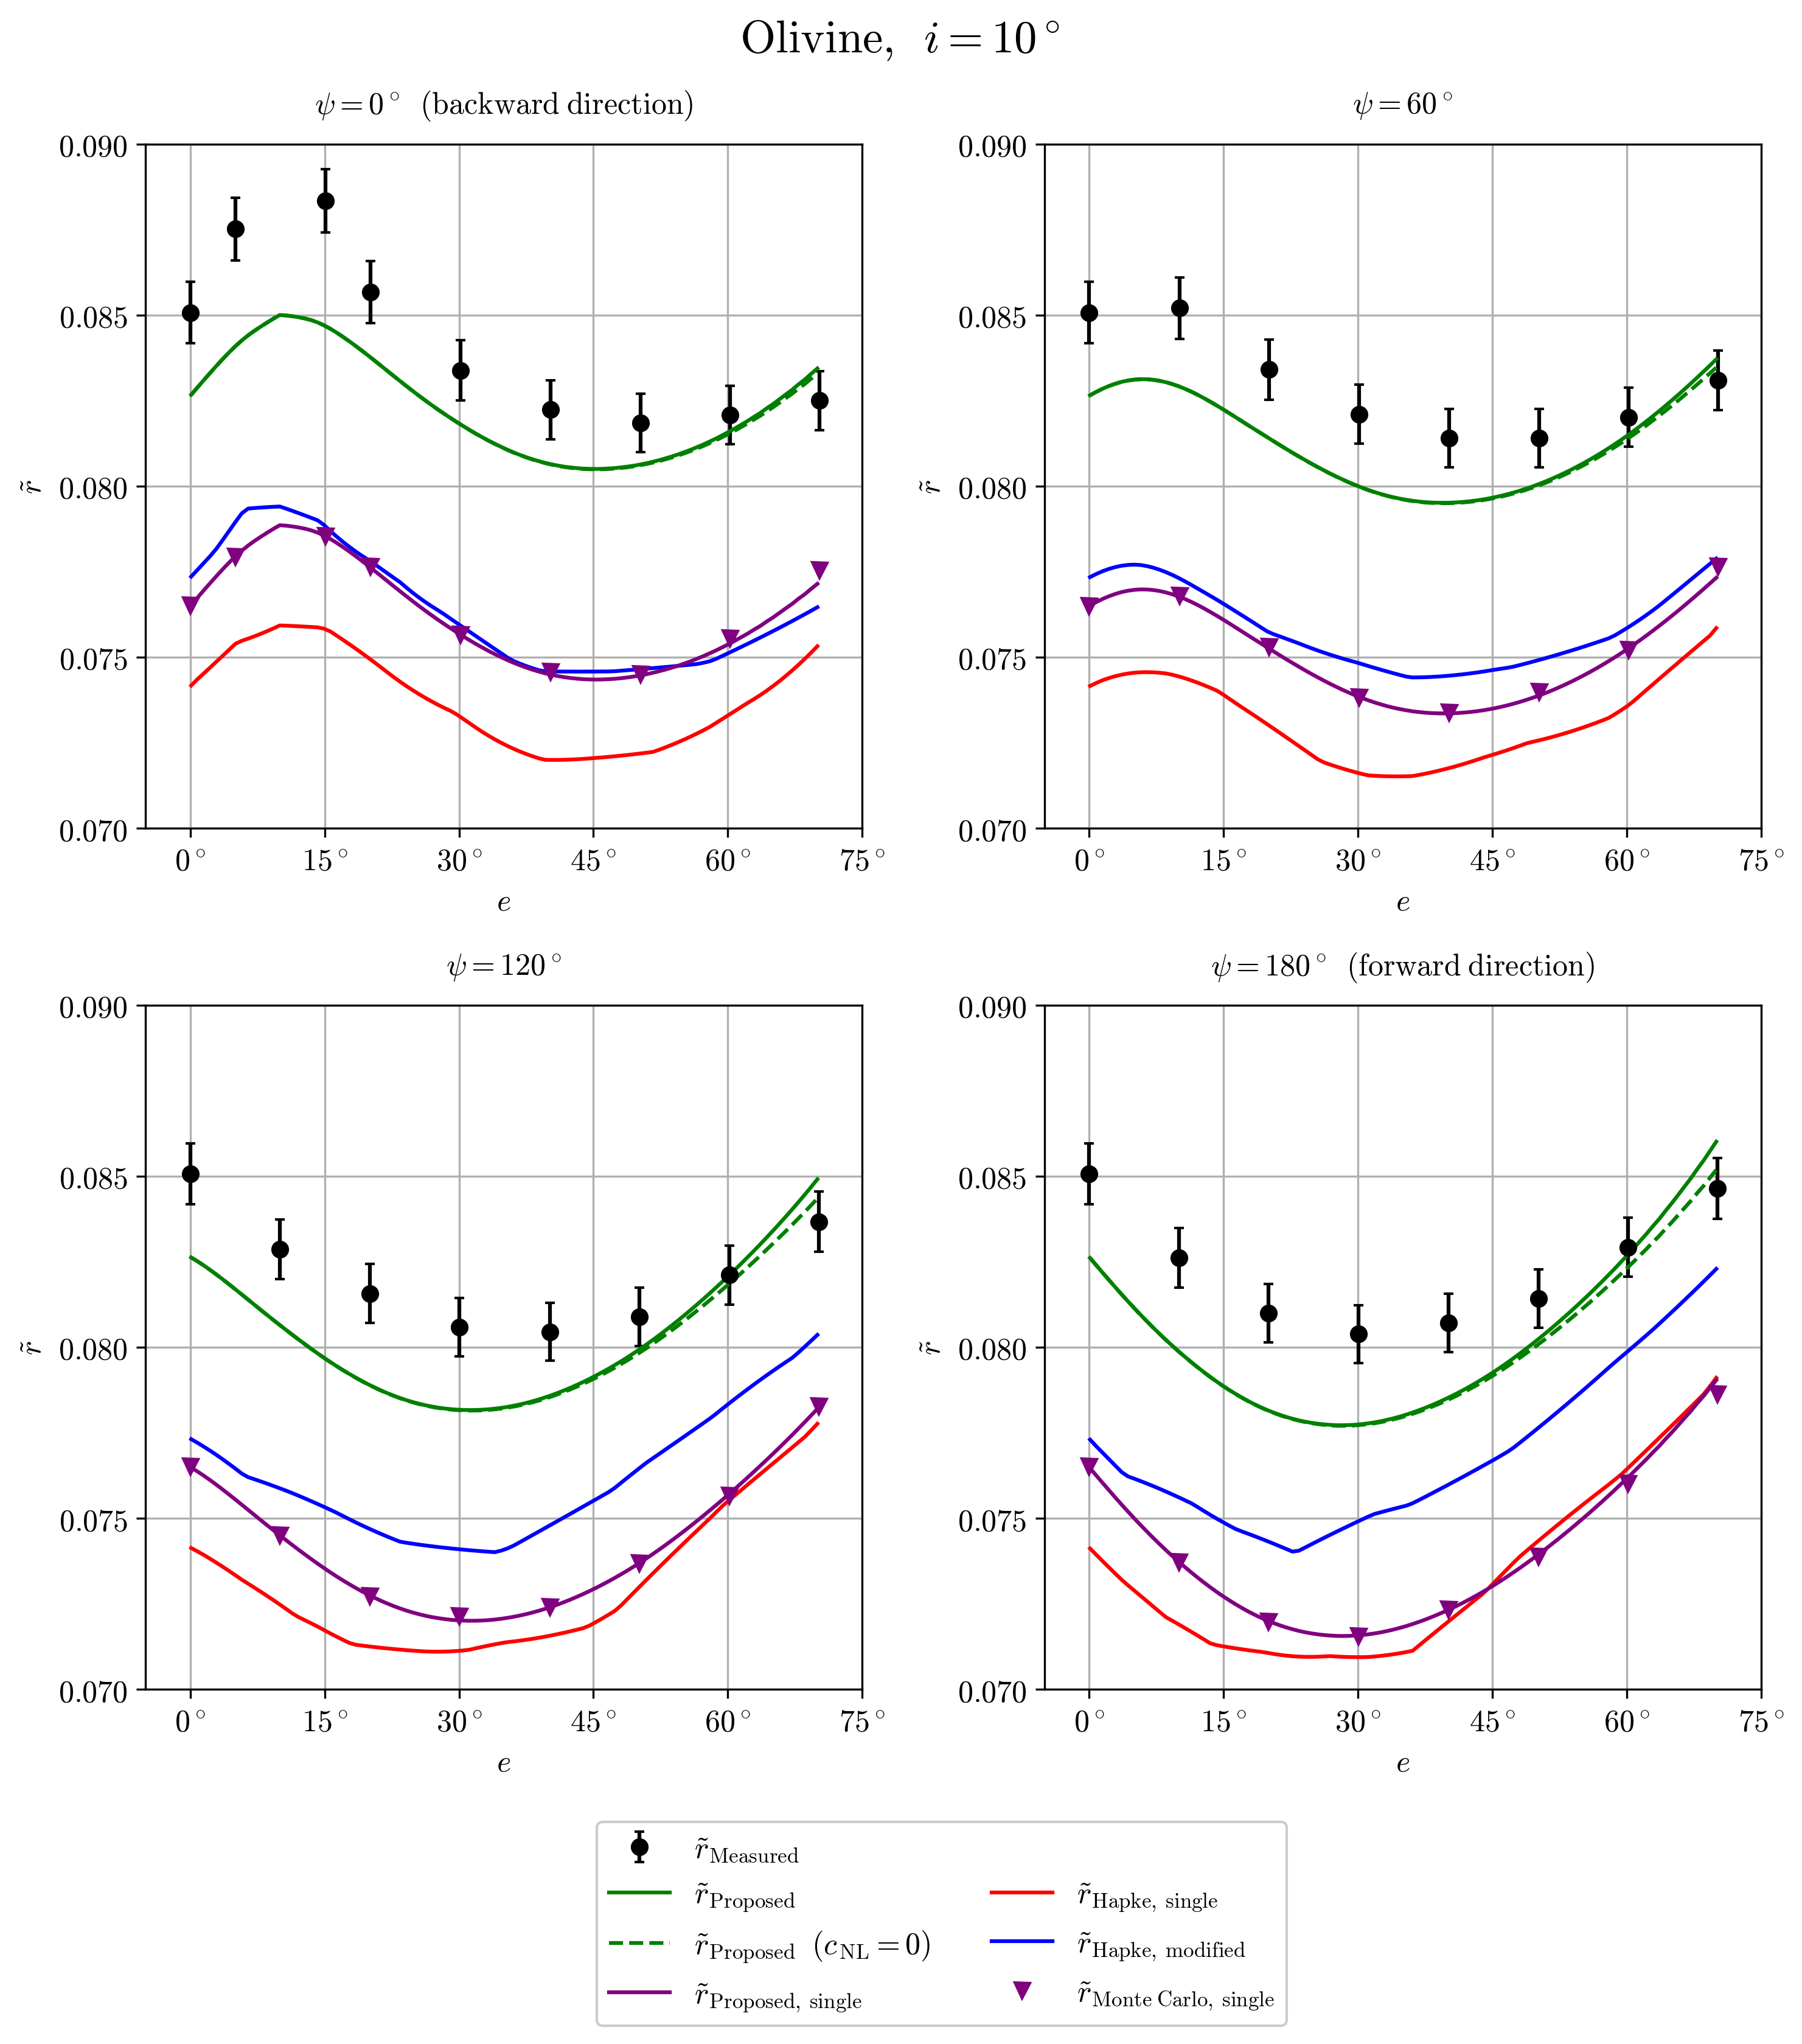 Olivine, i = 10°
ψ = 0° (backward direction)
0.090
0.085
0.080
0.075
0.070
r̃
0° 15° 30° 45° 60° 75°
e
ψ = 60°
0.090
0.085
0.080
0.075
0.070
r̃
0° 15° 30° 45° 60° 75°
e
ψ = 120°
0.090
0.085
0.080
0.075
0.070
r̃
0° 15° 30° 45° 60° 75°
e
ψ = 180° (forward direction)
0.090
0.085
0.080
0.075
0.070
r̃
0° 15° 30° 45° 60° 75°
e
r̃ Measured
r̃ Proposed
r̃ Proposed (c NL = 0)
r̃ Proposed, single
r̃ Hapke, single
r̃ Hapke, modified
r̃ Monte Carlo, single